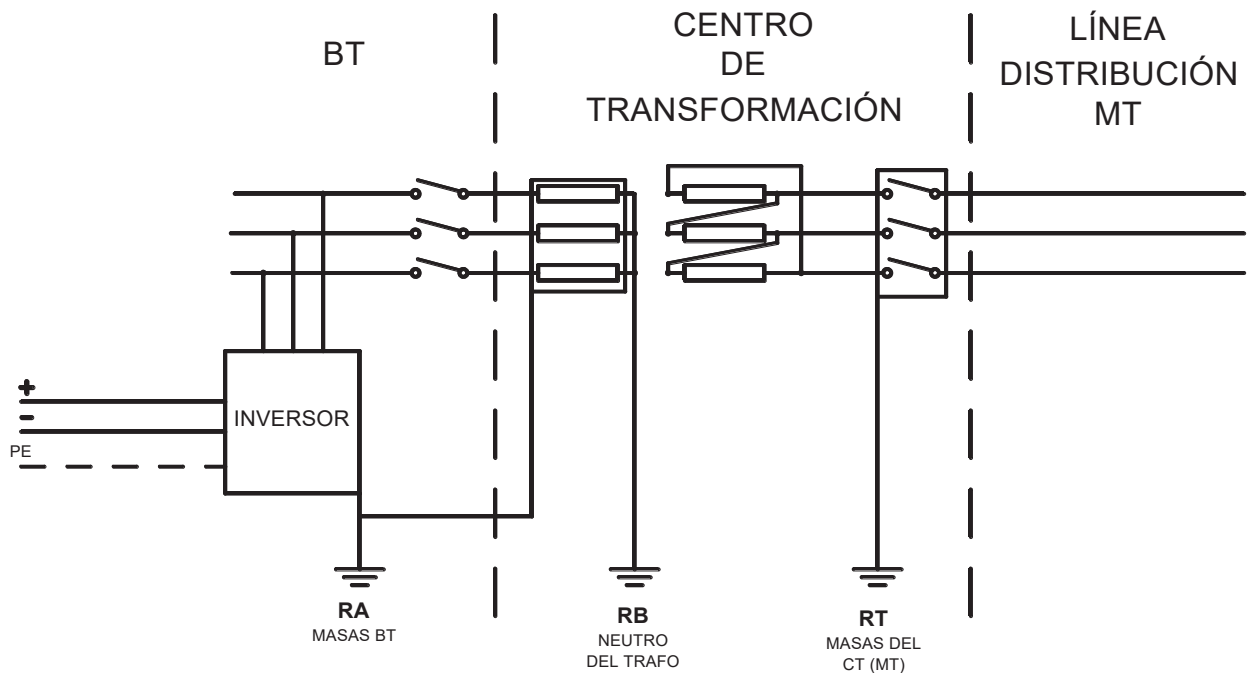 BT
CENTRO
DE
TRANSFORMACIÓN
LÍNEA
DISTRIBUCIÓN
MT
+
-
PE
INVERSOR
RA
MASAS BT
RB
NEUTRO
DEL TRAFO
RT
MASAS DEL
CT (MT)